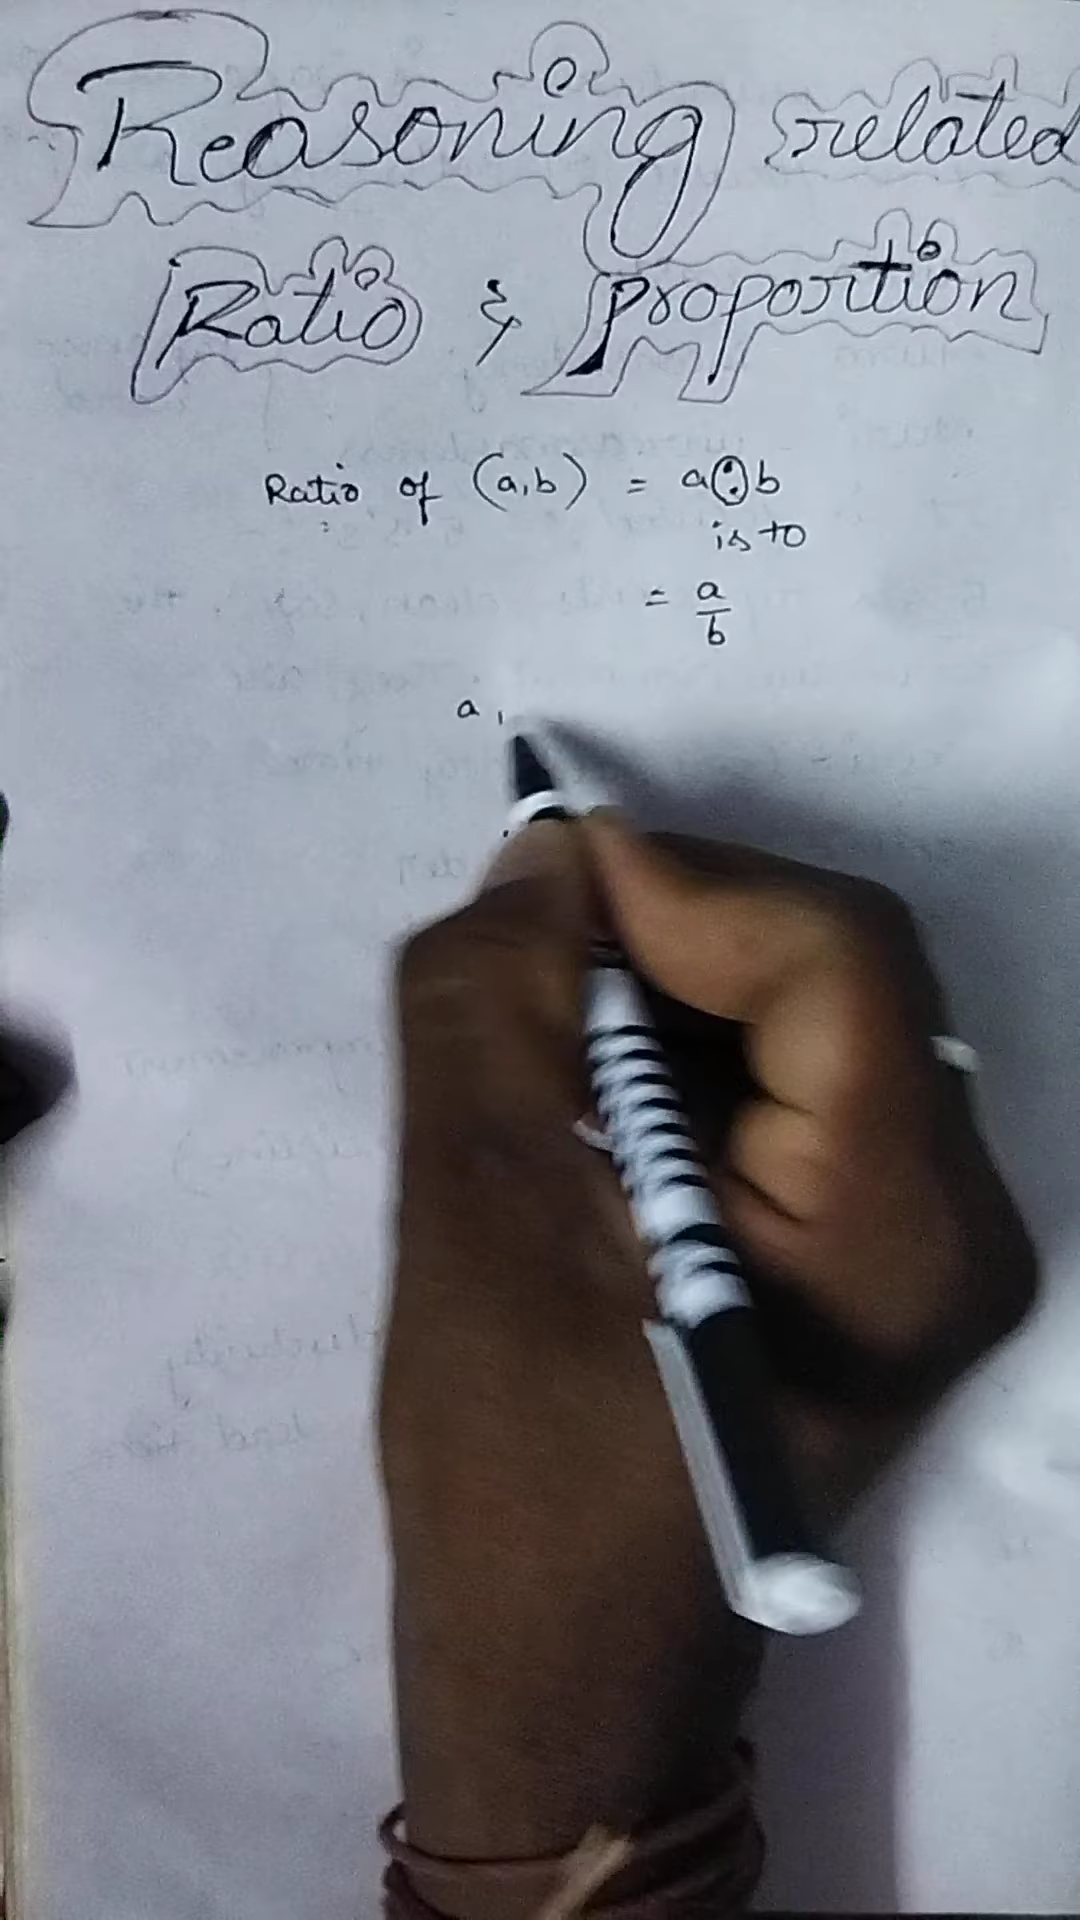 Reasoning related
Ratio & proportion
Ratio of (a,b) = a:b
is to
= a/b
a ,